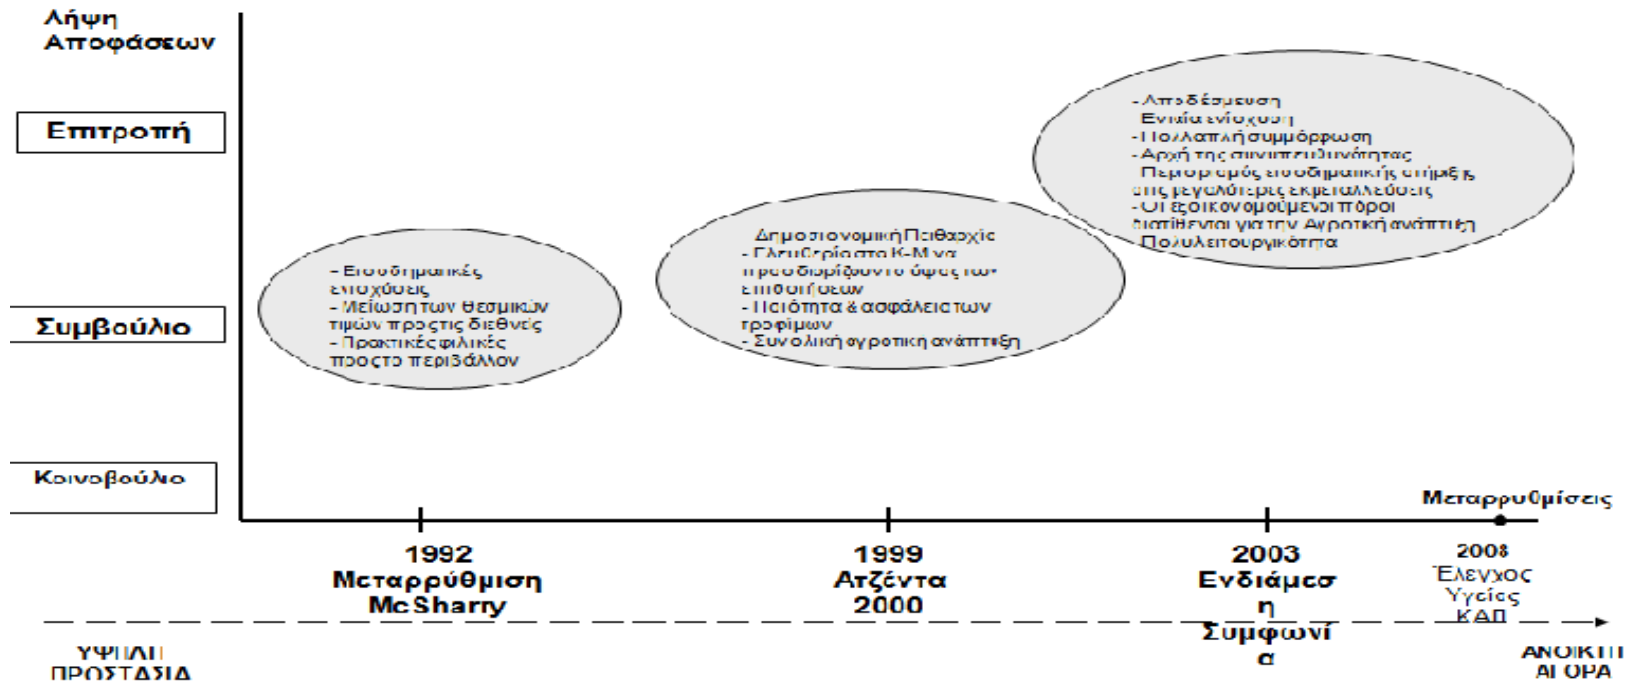 Λήψη
Αποφάσεων
Επιτροπή
Συμβούλιο
Κοινοβούλιο
- Εισοδηματικές
ενισχύσεις
- Μείωση των θεσμικών
τιμών προς τις διεθνείς
- Πρακτικές φιλικές
προς το περιβάλλον
Δημοσιονομική Πειθαρχία
- Ελευθερία στα Κ-Μ να
προσδιορίζουν το ύψος των
επιδοτήσεων
- Ποιότητα & ασφάλεια των
τροφίμων
- Συνολική αγροτική ανάπτυξη
- Αποδέσμευση
Ενιαία ενίσχυση
- Πολλαπλή συμμόρφωση
- Αρχή της συνυπευθυνότητας
Περιορισμός εισοδηματικής στήριξης
στις μεγαλύτερες εκμεταλλεύσεις
- Οι εξοικονομούμενοι πόροι
διατίθενται για την Αγροτική ανάπτυξη
Πολυλειτουργικότητα
Μεταρρυθμίσεις
1992
Μεταρρύθμιση
McSharry
1999
Ατζέντα
2000
2003
Ενδιάμεσ
η
Συμφωνί
α
2008
Έλεγχος
Υγείας
ΚΑΠ
ΥΨΗΛΗ
ΠΡΟΣΤΑΣΙΑ
ΑΝΟΙΚΤΗ
ΑΓΟΡΑ